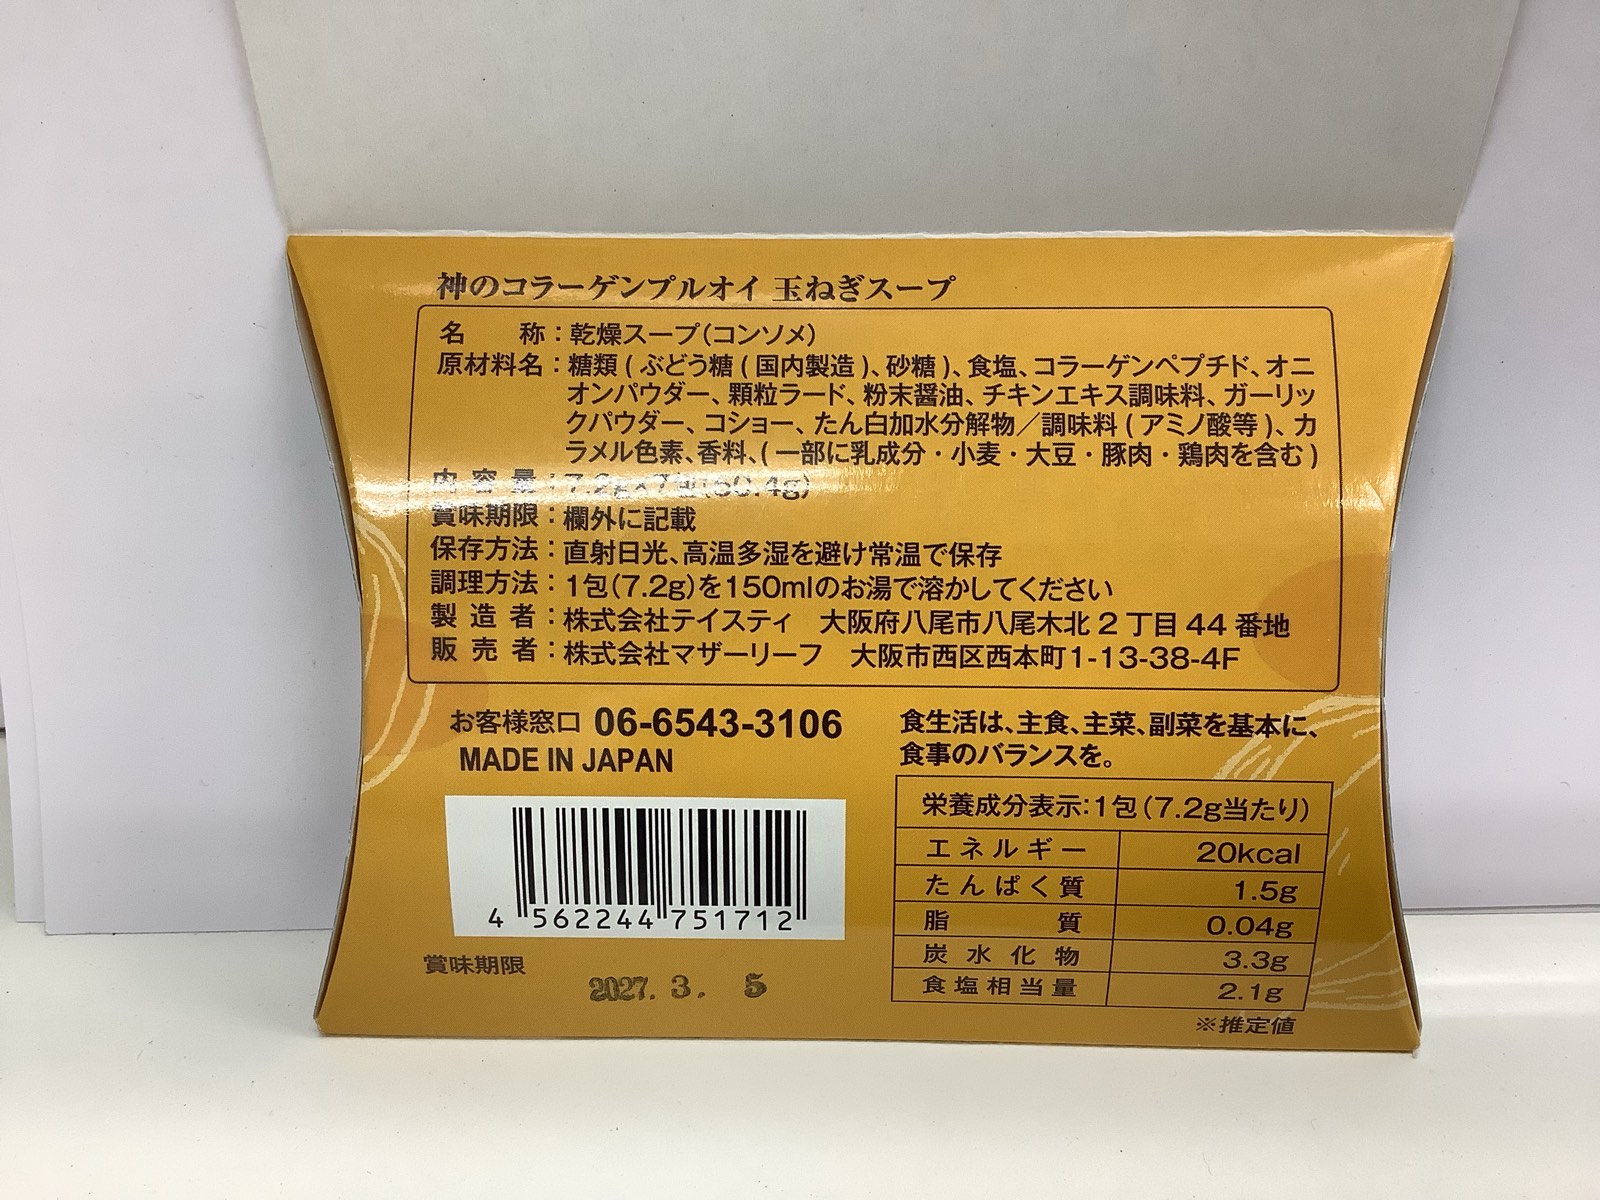 神のコラーゲンプルオイ 玉ねぎスープ
名　　称：乾燥スープ(コンソメ)
原材料名：糖類(ぶどう糖(国内製造)、砂糖)、食塩、コラーゲンペプチド、オニ
オンパウダー、顆粒ラード、粉末醤油、チキンエキス調味料、ガーリッ
クパウダー、コショー、たん白加水分解物／調味料(アミノ酸等)、カ
ラメル色素、香料、(一部に乳成分・小麦・大豆・豚肉・鶏肉を含む)
内容量：7.2g×7包(50.4g)
賞味期限：欄外に記載
保存方法：直射日光、高温多湿を避け常温で保存
調理方法：1包(7.2g)を150mlのお湯で溶かしてください
製造者：株式会社テイスティ　大阪府八尾市八尾木北2丁目44番地
販売者：株式会社マザーリーフ　大阪市西区西本町1-13-38-4F
お客様窓口 06-6543-3106
MADE IN JAPAN
4 562244 751712
賞味期限
2027. 3. 5
食生活は、主食、主菜、副菜を基本に、
食事のバランスを。
栄養成分表示:1包(7.2g当たり)
エネルギー 20kcal
たんぱく質 1.5g
脂質 0.04g
炭水化物 3.3g
食塩相当量 2.1g
※推定値